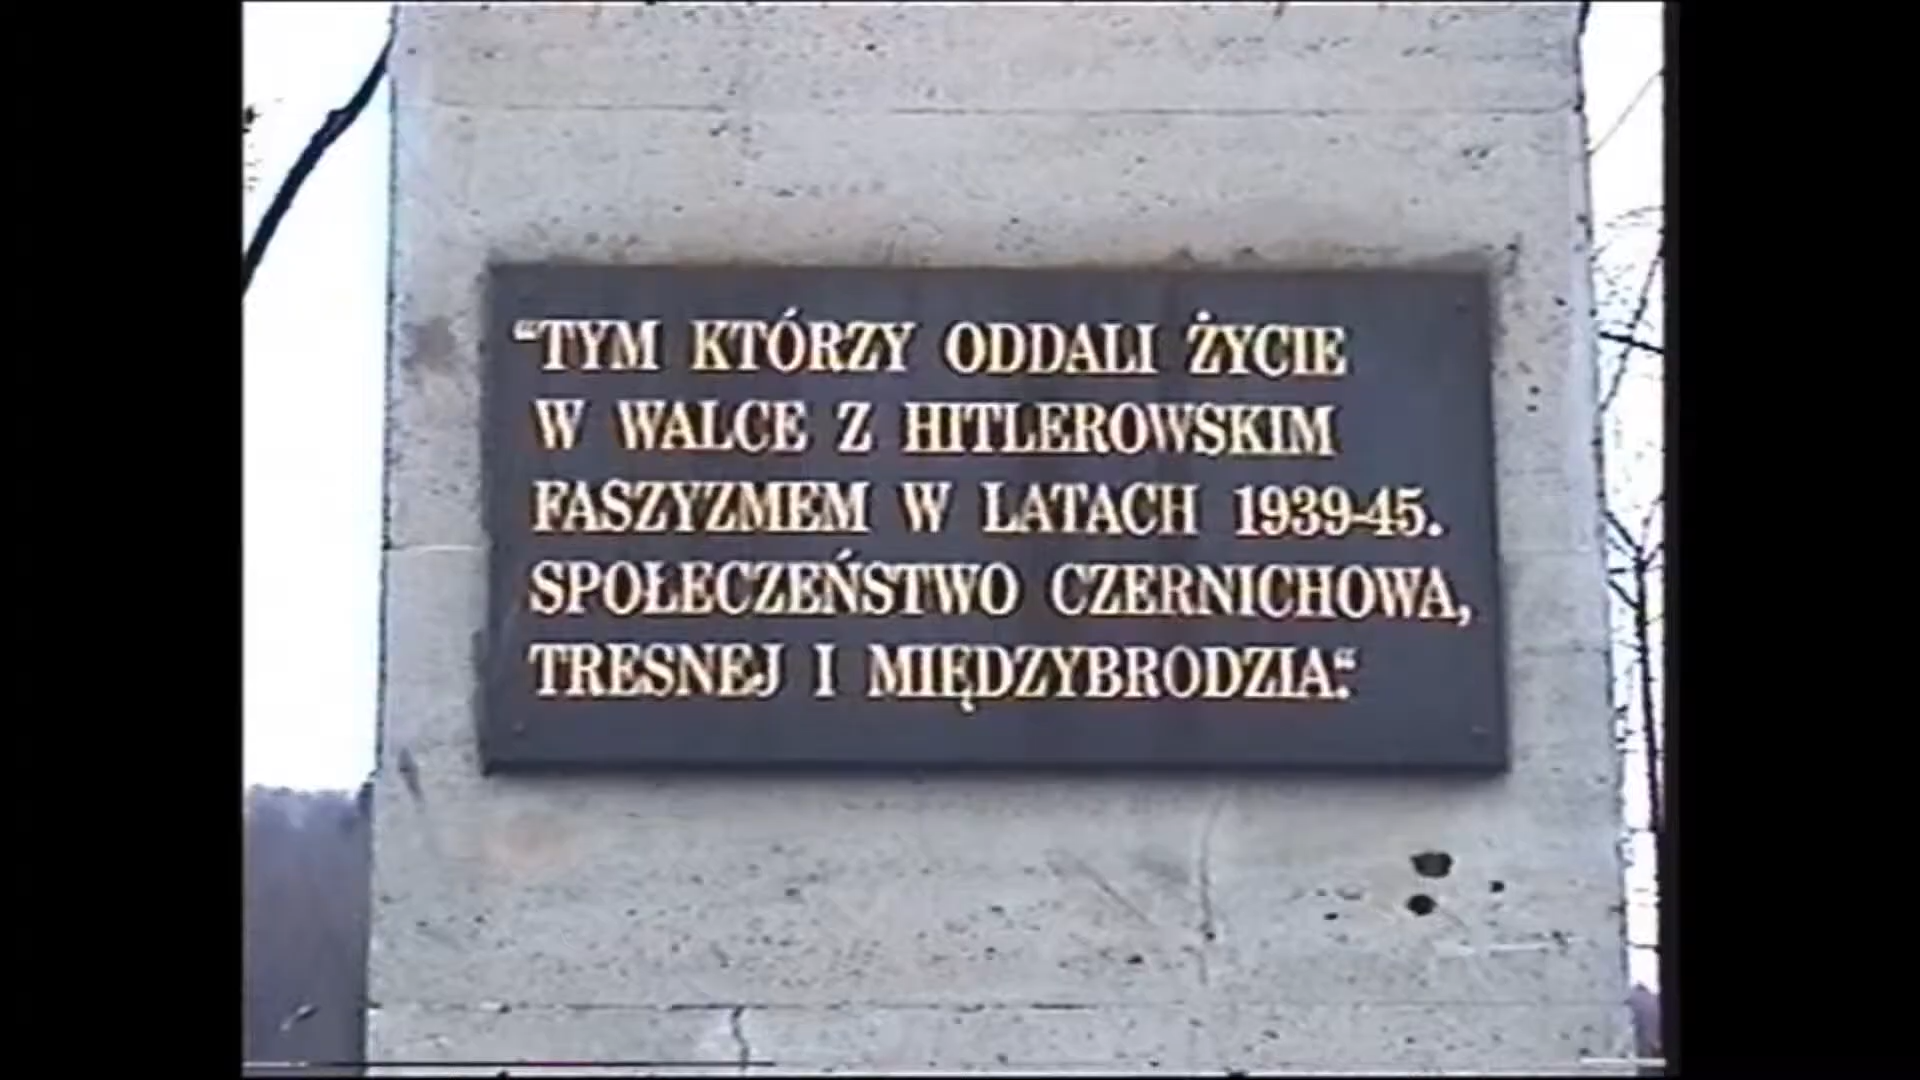 “TYM KTÓRZY ODDALI ŻYCIE
W WALCE Z HITLEROWSKIM
FASZYZMEM W LATACH 1939-45.
SPOŁECZEŃSTWO CZERNICHOWA,
TRESNEJ I MIĘDZYBRODZIA.“